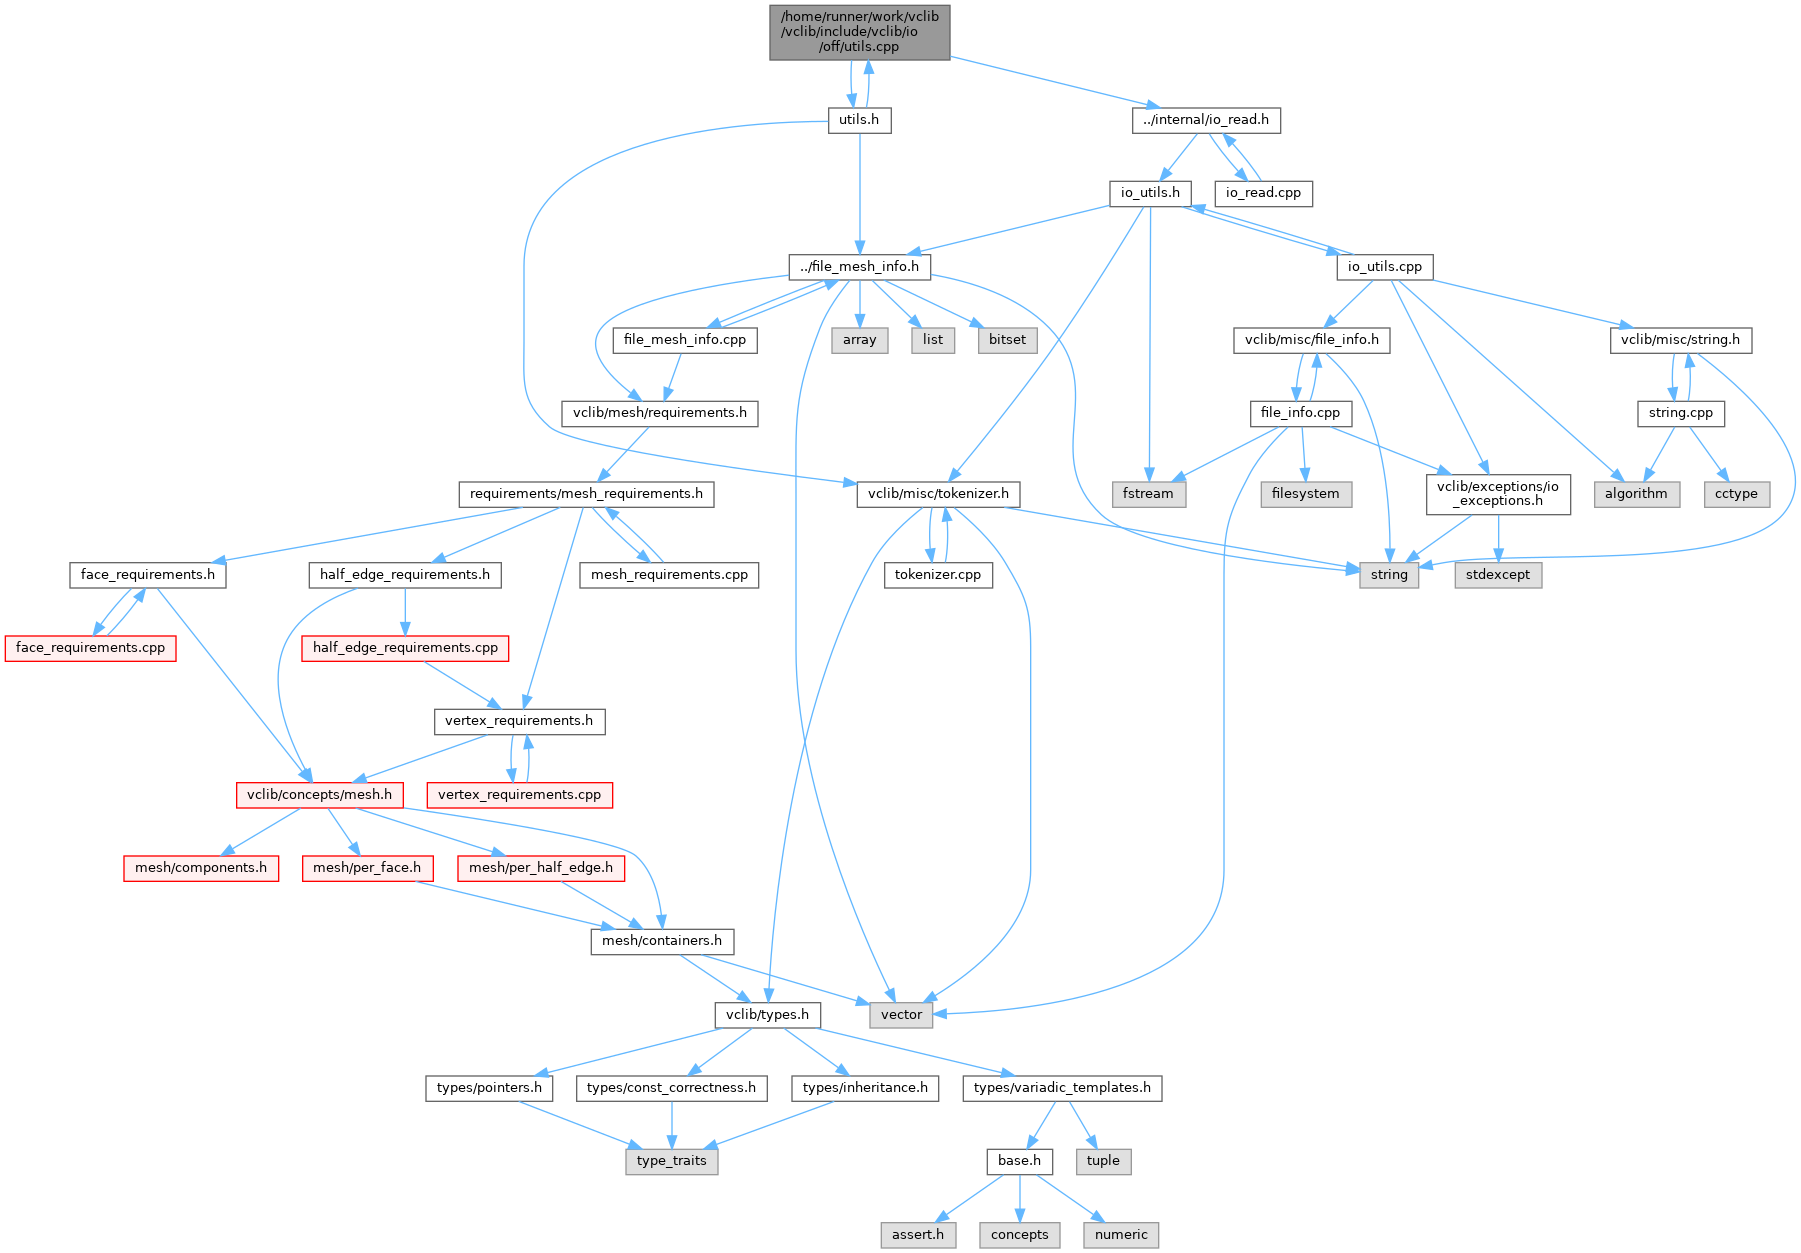 /home/runner/work/vclib
/vclib/include/vclib/io
/off/utils.cpp
utils.h
../internal/io_read.h
io_utils.h
io_read.cpp
../file_mesh_info.h
io_utils.cpp
file_mesh_info.cpp
array
list
bitset
vclib/misc/file_info.h
vclib/misc/string.h
vclib/mesh/requirements.h
file_info.cpp
string.cpp
requirements/mesh_requirements.h
vclib/misc/tokenizer.h
fstream
filesystem
vclib/exceptions/io
_exceptions.h
algorithm
cctype
face_requirements.h
half_edge_requirements.h
mesh_requirements.cpp
tokenizer.cpp
string
stdexcept
face_requirements.cpp
half_edge_requirements.cpp
vertex_requirements.h
vclib/concepts/mesh.h
vertex_requirements.cpp
mesh/components.h
mesh/per_face.h
mesh/per_half_edge.h
mesh/containers.h
vclib/types.h
vector
types/pointers.h
types/const_correctness.h
types/inheritance.h
types/variadic_templates.h
type_traits
base.h
tuple
assert.h
concepts
numeric